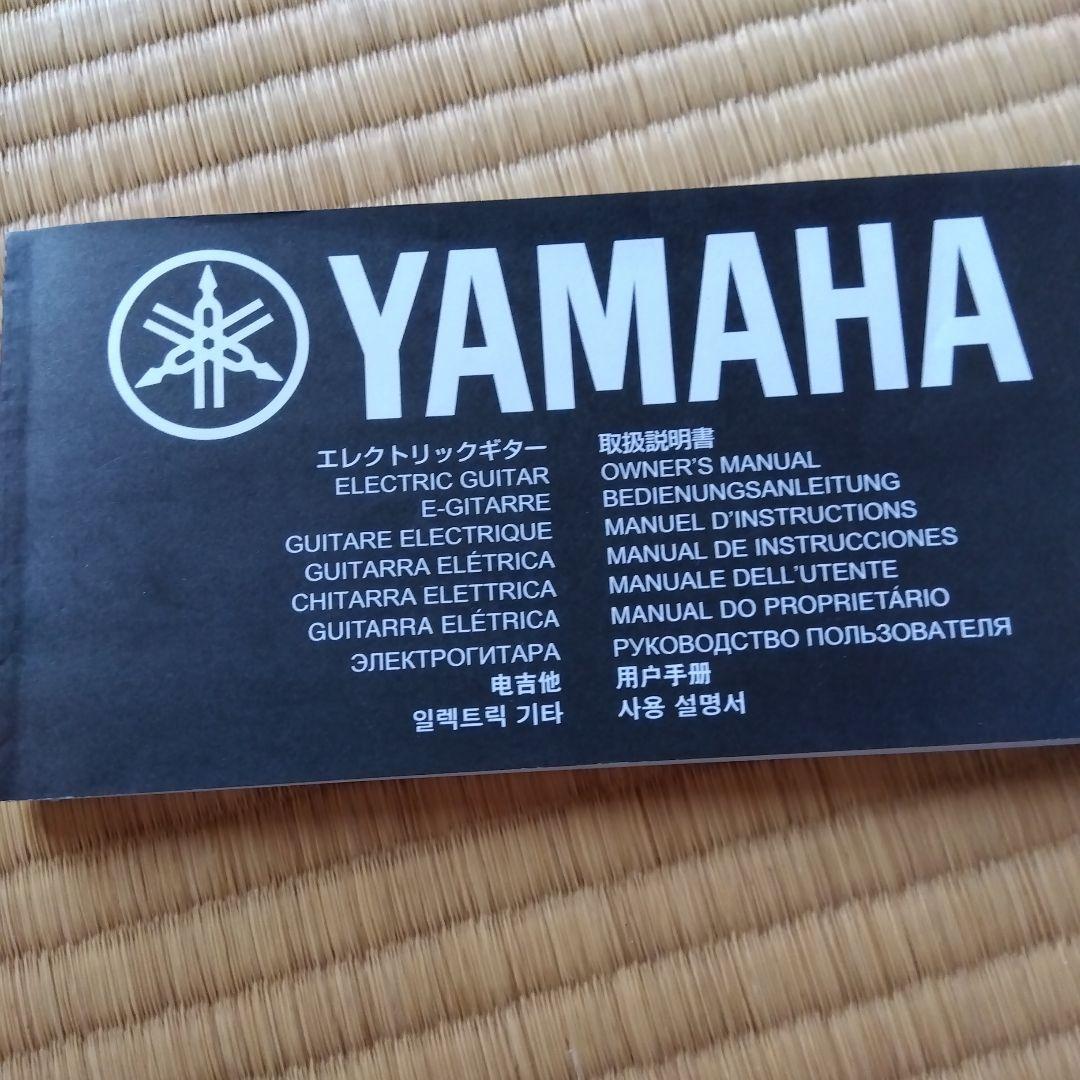 YAMAHA
エレクトリックギター 取扱説明書
ELECTRIC GUITAR OWNER'S MANUAL
E-GITARRE BEDIENUNGSANLEITUNG
GUITARE ELECTRIQUE MANUEL D'INSTRUCTIONS
GUITARRA ELÉTRICA MANUAL DE INSTRUCCIONES
CHITARRA ELETTRICA MANUALE DELL'UTENTE
GUITARRA ELÉTRICA MANUAL DO PROPRIETÁRIO
ЭЛЕКТРОГИТАРА РУКОВОДСТВО ПОЛЬЗОВАТЕЛЯ
电吉他 用户手册
일렉트릭 기타 사용 설명서